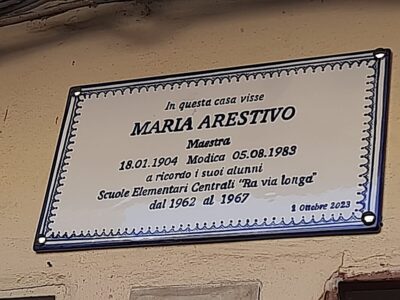 In questa casa visse
MARIA ARESTIVO
Maestra
18.01.1904 Modica 05.08.1983
a ricordo i suoi alunni
Scuole Elementari Centrali "Ra via longa"
dal 1962 al 1967
1 Ottobre 2023